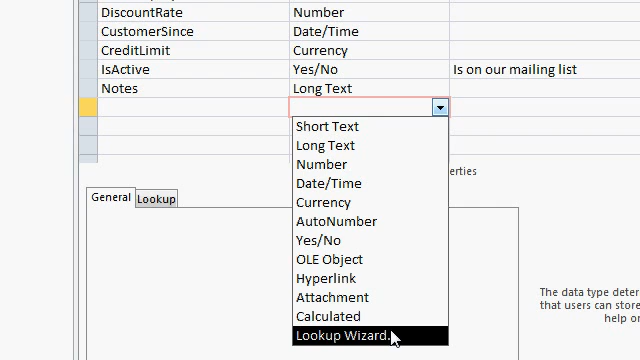 DiscountRate Number
CustomerSince Date/Time
CreditLimit Currency
IsActive Yes/No Is on our mailing list
Notes Long Text
Short Text
Long Text
Number
erties
Date/Time
General Lookup
Currency
AutoNumber
Yes/No
OLE Object
Hyperlink
Attachment
The data type deter
that users can store
Calculated
help on
Lookup Wizard.